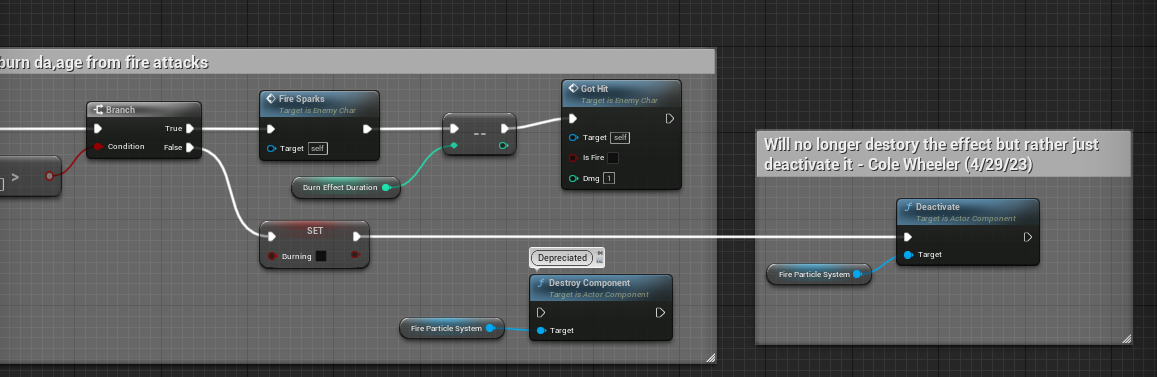 burn da,age from fire attacks
Branch
True
Condition
False
>
Fire Sparks
Target is Enemy Char
Target self
Burn Effect Duration
--
Got Hit
Target is Enemy Char
Target self
Is Fire
Dmg 1
SET
Burning
Depreciated
Destroy Component
Target is Actor Component
Fire Particle System
Target
Will no longer destory the effect but rather just
deactivate it - Cole Wheeler (4/29/23)
Deactivate
Target is Actor Component
Target
Fire Particle System